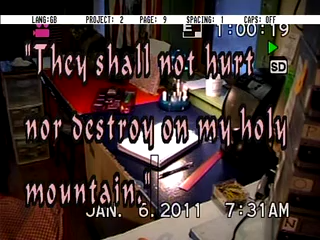 LANG:GB PROJECT: 2 PAGE: 9 SPACING: 1 CAPS: OFF
1:00:19
"They shall not hurt
SD
nor destroy on my holy
mountain."
JAN. 6.2011 7:31AM